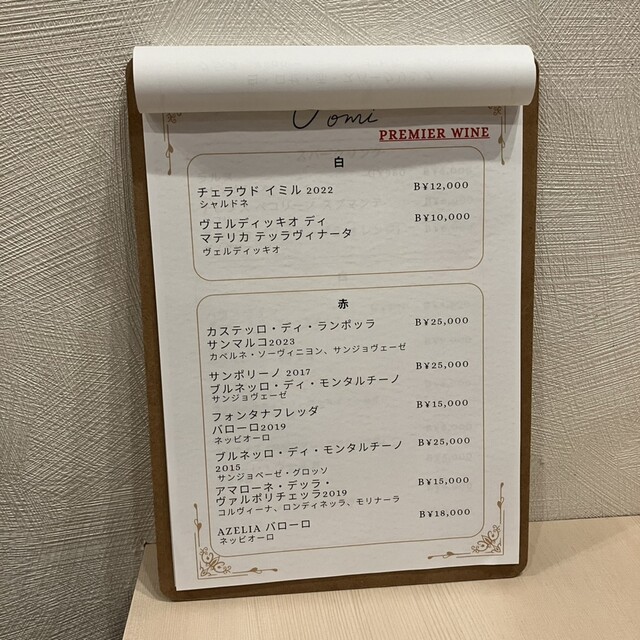 omi
PREMIER WINE
白
チェラウド イミル 2022 B¥12,000
シャルドネ
ヴェルディッキオ ディ B¥10,000
マテリカ テッラヴィナータ
ヴェルディッキオ
赤
カステッロ・ディ・ランポッラ B¥25,000
サンマルコ2023
カベルネ・ソーヴィニヨン、サンジョヴェーゼ
サンポリーノ 2017 B¥25,000
ブルネッロ・ディ・モンタルチーノ
サンジョヴェーゼ
フォンタナフレッダ B¥15,000
バローロ2019
ネッビオーロ
ブルネッロ・ディ・モンタルチーノ B¥25,000
2015
サンジョベーゼ・グロッソ
アマローネ・デッラ・ B¥15,000
ヴァルポリチェッラ2019
コルヴィーナ、ロンディネッラ、モリナーラ
AZELIA バローロ B¥18,000
ネッビオーロ